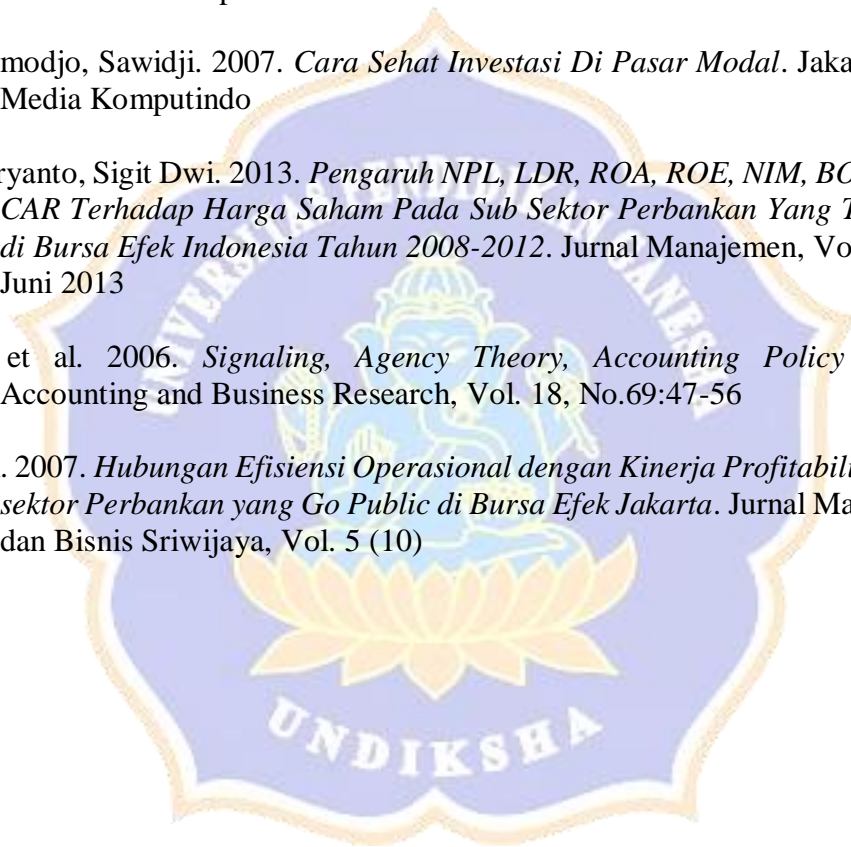 modjo, Sawidji. 2007. Cara Sehat Investasi Di Pasar Modal. Jaka
Media Komputindo
ryanto, Sigit Dwi. 2013. Pengaruh NPL, LDR, ROA, ROE, NIM, BO
CAR Terhadap Harga Saham Pada Sub Sektor Perbankan Yang T
di Bursa Efek Indonesia Tahun 2008-2012. Jurnal Manajemen, Vo
Juni 2013
et al. 2006. Signaling, Agency Theory, Accounting Policy
Accounting and Business Research, Vol. 18, No.69:47-56
. 2007. Hubungan Efisiensi Operasional dengan Kinerja Profitabili
sektor Perbankan yang Go Public di Bursa Efek Jakarta. Jurnal Ma
dan Bisnis Sriwijaya, Vol. 5 (10)
UNIVERSITAS PENDIDIKAN GANESHA
UNDIKSHA